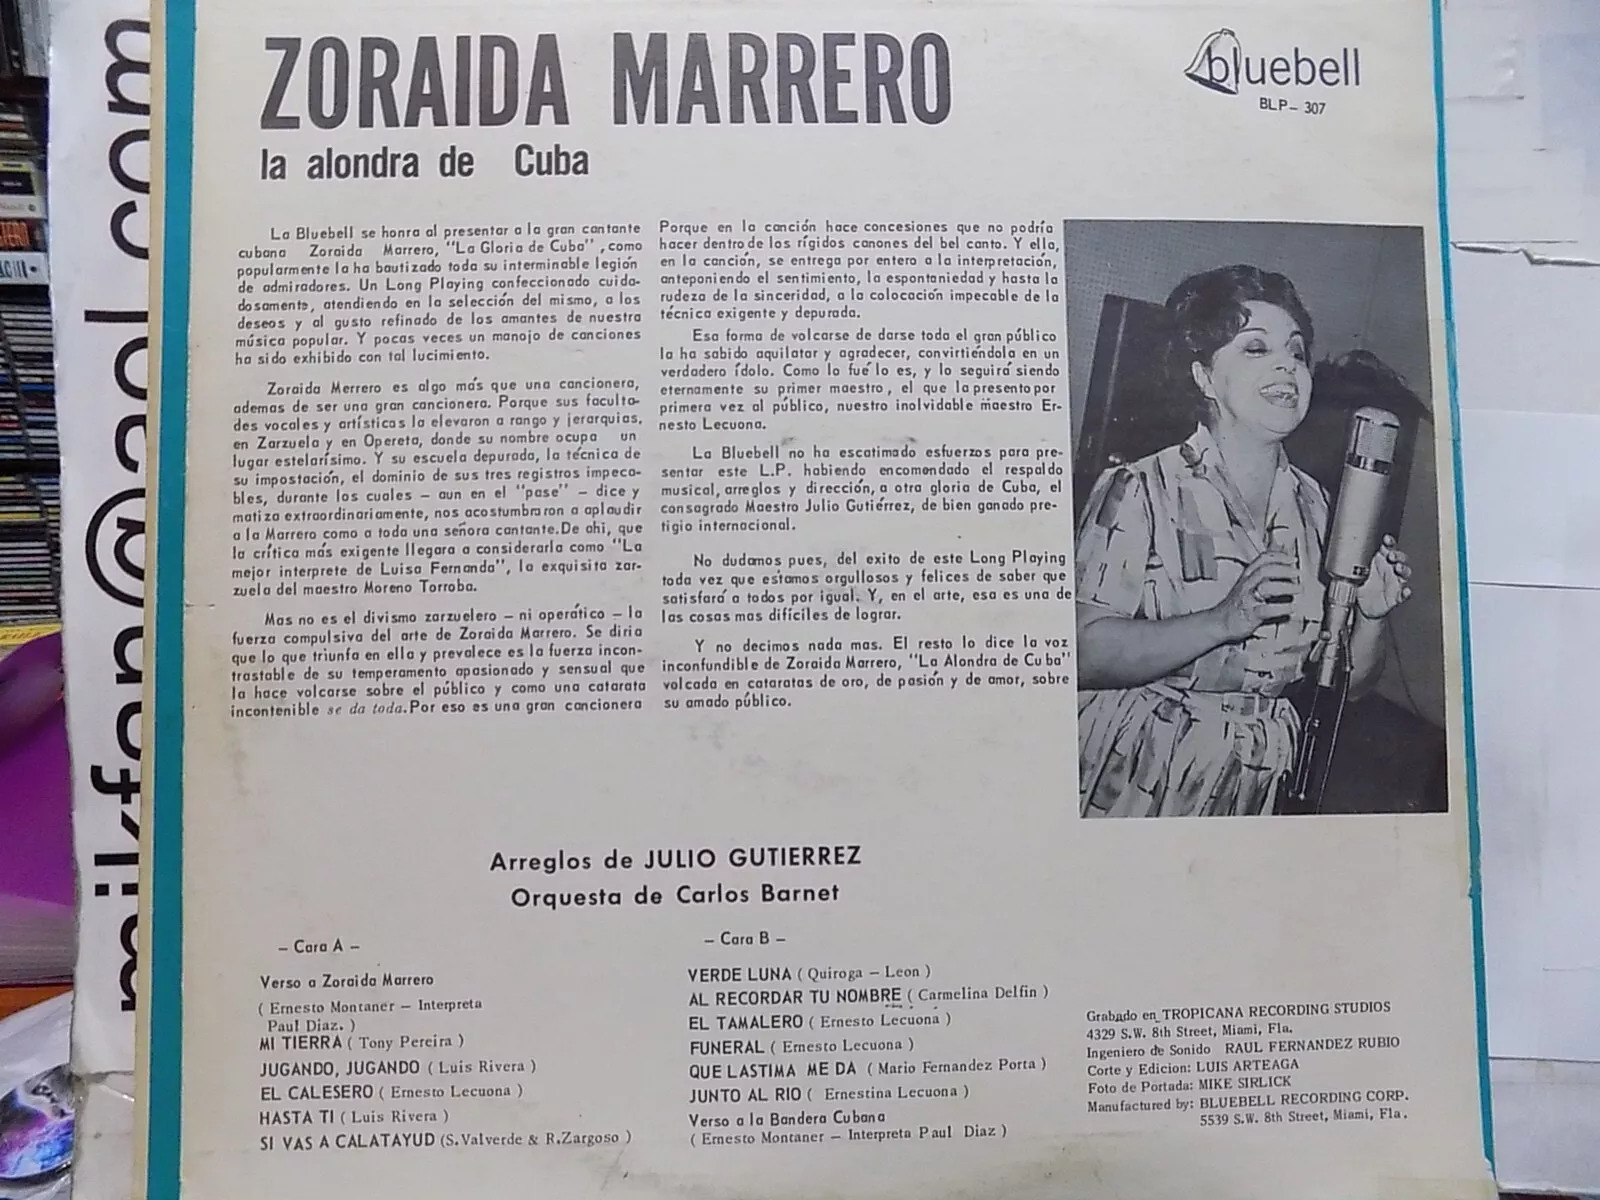 ZORAIDA MARRERO
la alondra de Cuba
bluebell
BLP- 307
La Bluebell se honra al presentar a la gran cantante
cubana Zoraida Marrero, "La Gloria de Cuba" , como
popularmente la ha bautizado toda su interminable legión
de admiradores. Un Long Playing confeccionado cuida-
dosamente, atendiendo en la selección del mismo, a los
deseos y al gusto refinado de los amantes de nuestra
música popular. Y pocas veces un manojo de canciones
ha sido exhibido con tal lucimiento.
Zoraida Merrero es algo más que una cancionera,
ademas de ser una gran cancionera. Porque sus faculta-
des vocales y artísticas la elevaron a rango y jerarquias,
en Zarzuela y en Opereta, donde su nombre ocupa un
lugar estelarísimo. Y su escuela depurada, la técnica de
su impostación, el dominio de sus tres registros impeca-
bles, durante los cuales – aun en el "pase" – dice y
matiza extraordinariamente, nos acostumbraron a aplaudir
a la Marrero como a toda una señora cantante. De ahi, que
la crítica más exigente llegara a considerarla como "La
mejor interprete de Luisa Fernanda", la exquisita zar-
zuela del maestro Moreno Torroba.
Mas no es el divismo zarzuelero – ni operático – la
fuerza compulsiva del arte de Zoraida Marrero. Se diria
que lo que triunfa en ella y prevalece es la fuerza incon-
trastable de su temperamento apasionado y sensual que
la hace volcarse sobre el público y como una catarata
incontenible se da toda. Por eso es una gran cancionera
Porque en la canción hace concesiones que no podría
hacer dentro de los rígidos canones del bel canto. Y ella,
en la canción, se entrega por entero a la interpretación,
anteponiendo el sentimiento, la espontaniedad y hasta la
rudeza de la sinceridad, a la colocación impecable de la
técnica exigente y depurada.
Esa forma de volcarse de darse toda el gran público
la ha sabido aquilatar y agradecer, convirtiéndola en un
verdadero ídolo. Como lo fué lo es, y lo seguirá siendo
eternamente su primer maestro , el que la presento por
primera vez al público, nuestro inolvidable maestro Er-
nesto Lecuona.
La Bluebell no ha escatimado esfuerzos para pre-
sentar este L.P. habiendo encomendado el respaldo
musical, arreglos y dirección, a otra gloria de Cuba, el
consagrado Maestro Julio Gutiérrez, de bien ganado pre-
tigio internacional.
No dudamos pues, del exito de este Long Playing
toda vez que estamos orgullosos y felices de saber que
satisfará a todos por igual. Y, en el arte, esa es una de
las cosas mas difíciles de lograr.
Y no decimos nada mas. El resto lo dice la voz
inconfundible de Zoraida Marrero, "La Alondra de Cuba"
volcada en cataratas de oro, de pasión y de amor, sobre
su amado público.
Arreglos de JULIO GUTIERREZ
Orquesta de Carlos Barnet
– Cara A –
Verso a Zoraida Marrero
( Ernesto Montaner – Interpreta
Paul Diaz. )
MI TIERRA ( Tony Pereira )
JUGANDO, JUGANDO ( Luis Rivera )
EL CALESERO ( Ernesto Lecuona )
HASTA TI ( Luis Rivera )
SI VAS A CALATAYUD (S. Valverde & R. Zargoso )
– Cara B –
VERDE LUNA ( Quiroga – Leon )
AL RECORDAR TU NOMBRE ( Carmelina Delfin )
EL TAMALERO ( Ernesto Lecuona )
FUNERAL ( Ernesto Lecuona )
QUE LASTIMA ME DA ( Mario Fernandez Porta )
JUNTO AL RIO ( Ernestina Lecuona )
Verso a la Bandera Cubana
( Ernesto Montaner – Interpreta Paul Diaz )
Grabado en TROPICANA RECORDING STUDIOS
4329 S.W. 8th Street, Miami, Fla.
Ingeniero de Sonido RAUL FERNANDEZ RUBIO
Corte y Edicion: LUIS ARTEAGA
Foto de Portada: MIKE SIRLICK
Manufactured by: BLUEBELL RECORDING CORP.
5539 S.W. 8th Street, Miami, Fla.
milkfan@aol.com